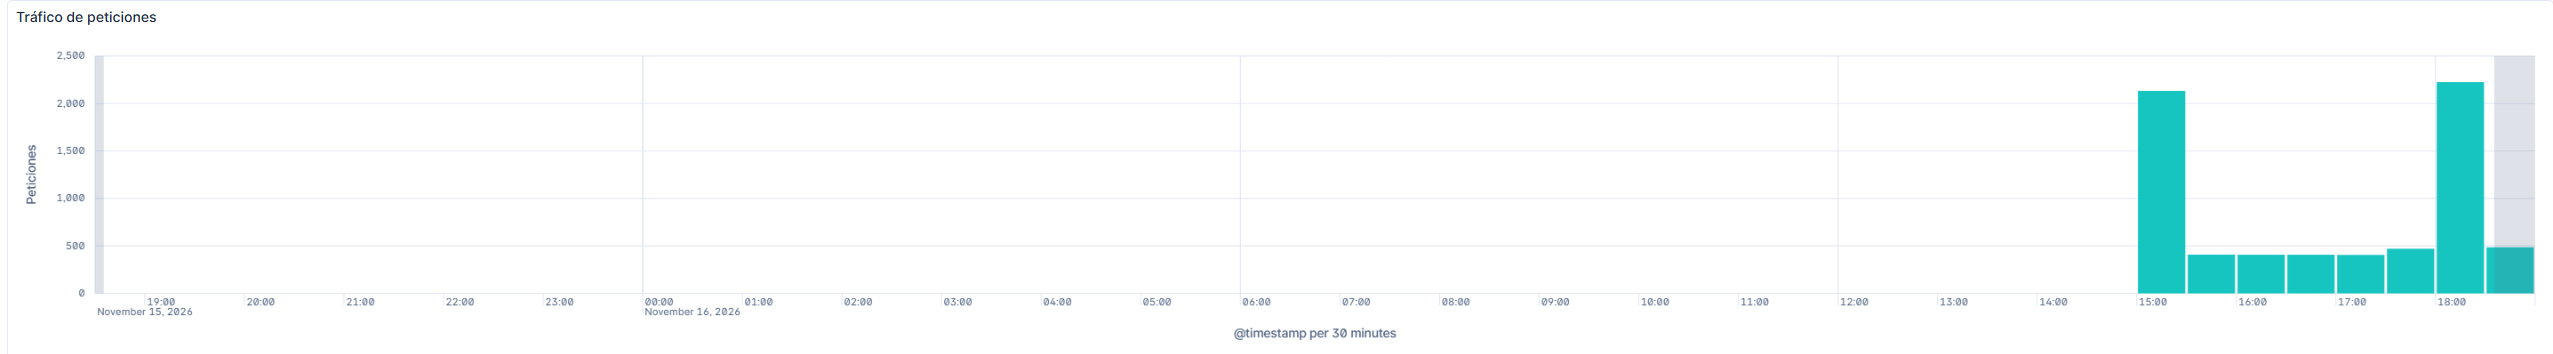 Tráfico de peticiones
2,500
2,000
1,500
1,000
500
0
Peticiones
19:00 20:00 21:00 22:00 23:00 00:00 01:00 02:00 03:00 04:00 05:00 06:00 07:00 08:00 09:00 10:00 11:00 12:00 13:00 14:00 15:00 16:00 17:00 18:00
November 15, 2026 November 16, 2026
@timestamp per 30 minutes